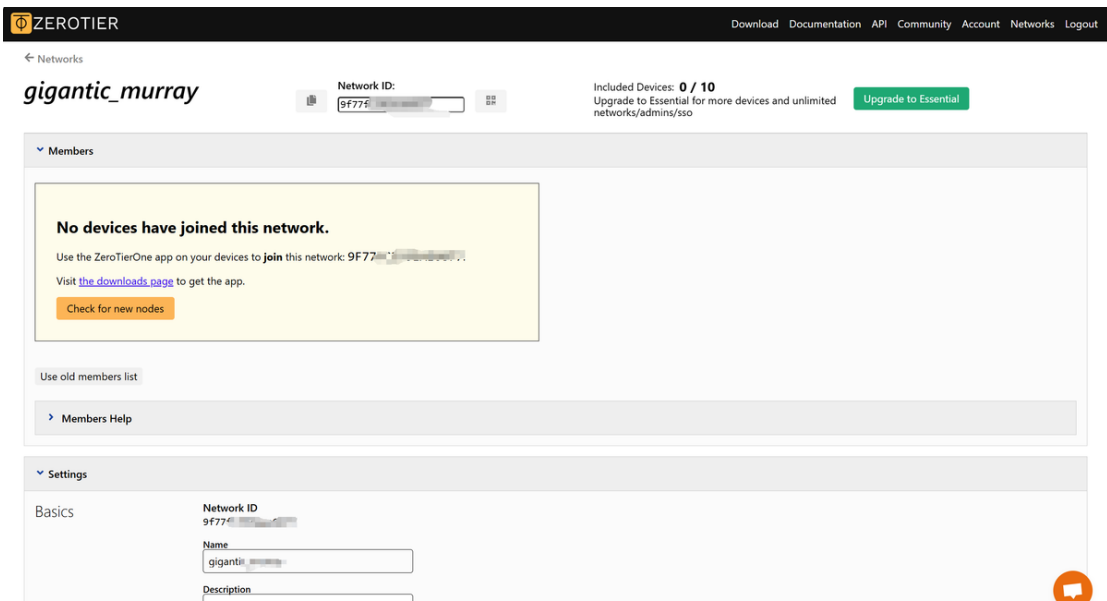 ZEROTIER
Download Documentation API Community Account Networks Logout
← Networks
gigantic_murray
Network ID:
9f77f
Included Devices: 0 / 10
Upgrade to Essential for more devices and unlimited
networks/admins/sso
Upgrade to Essential
Members
No devices have joined this network.
Use the ZeroTierOne app on your devices to join this network: 9F77
Visit the downloads page to get the app.
Check for new nodes
Use old members list
Members Help
Settings
Basics
Network ID
9f77
Name
giganti
Description